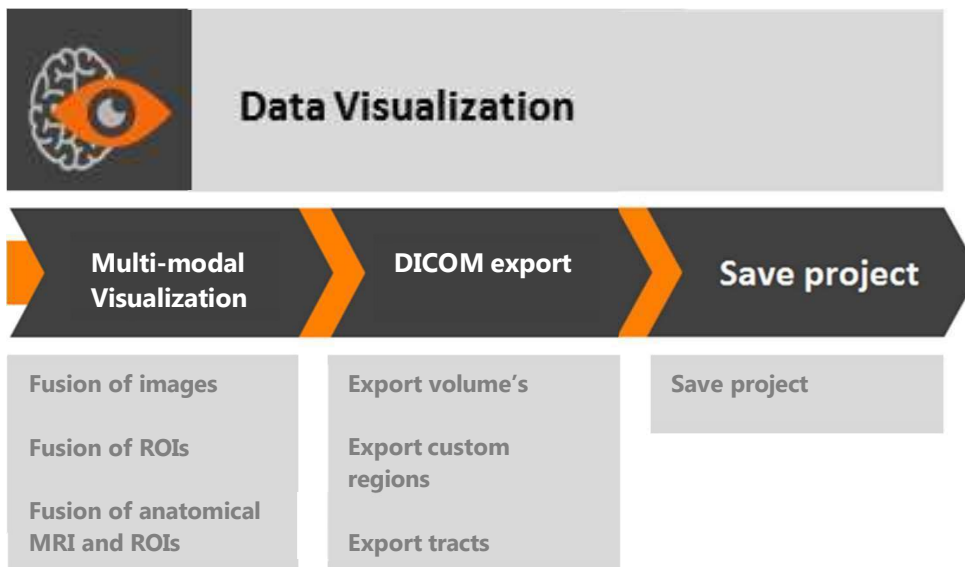 Data Visualization
Multi-modal
Visualization
DICOM export
Save project
Fusion of images
Fusion of ROIs
Fusion of anatomical
MRI and ROIs
Export volume’s
Export custom
regions
Export tracts
Save project